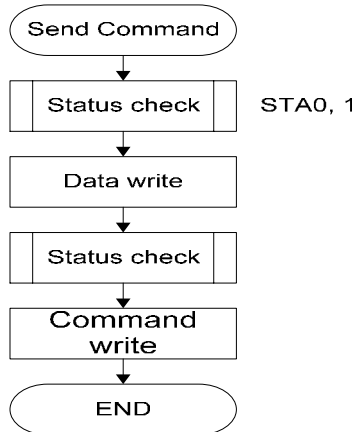 Send Command
Status check
STA0, 1
Data write
Status check
Command
write
END